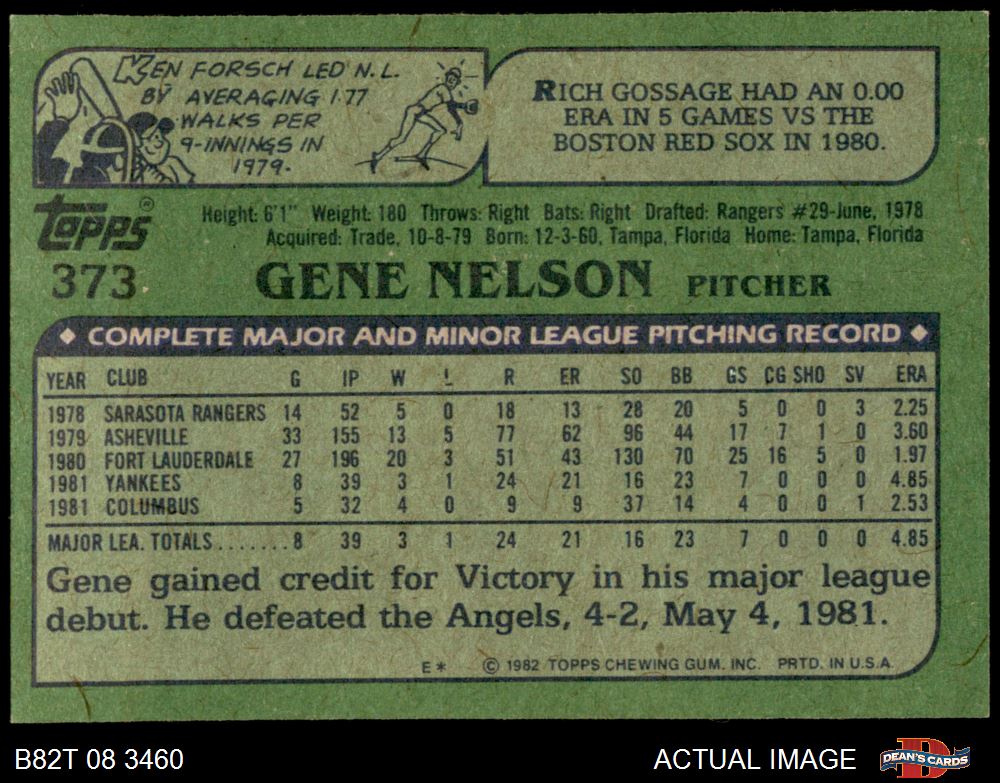 KEN FORSCH LED N.L.
BY AVERAGING 1.77
WALKS PER
9-INNINGS IN
1979.
RICH GOSSAGE HAD AN 0.00
ERA IN 5 GAMES VS THE
BOSTON RED SOX IN 1980.
topps®
Height: 6'1" Weight: 180 Throws: Right Bats: Right Drafted: Rangers #29-June, 1978
Acquired: Trade, 10-8-79 Born: 12-3-60, Tampa, Florida Home: Tampa, Florida
373 GENE NELSON PITCHER
◆ COMPLETE MAJOR AND MINOR LEAGUE PITCHING RECORD ◆
YEAR CLUB G IP W L R ER SO BB GS CG SHO SV ERA
1978 SARASOTA RANGERS 14 52 5 0 18 13 28 20 5 0 0 3 2.25
1979 ASHEVILLE 33 155 13 5 77 62 96 44 17 7 1 0 3.60
1980 FORT LAUDERDALE 27 196 20 3 51 43 130 70 25 16 5 0 1.97
1981 YANKEES 8 39 3 1 24 21 16 23 7 0 0 0 4.85
1981 COLUMBUS 5 32 4 0 9 9 37 14 4 0 0 1 2.53
MAJOR LEA. TOTALS.......8 39 3 1 24 21 16 23 7 0 0 0 4.85
Gene gained credit for Victory in his major league
debut. He defeated the Angels, 4-2, May 4, 1981.
E* © 1982 TOPPS CHEWING GUM. INC. PRTD. IN U.S.A.
B82T 08 3460 ACTUAL IMAGE DEAN'S CARDS